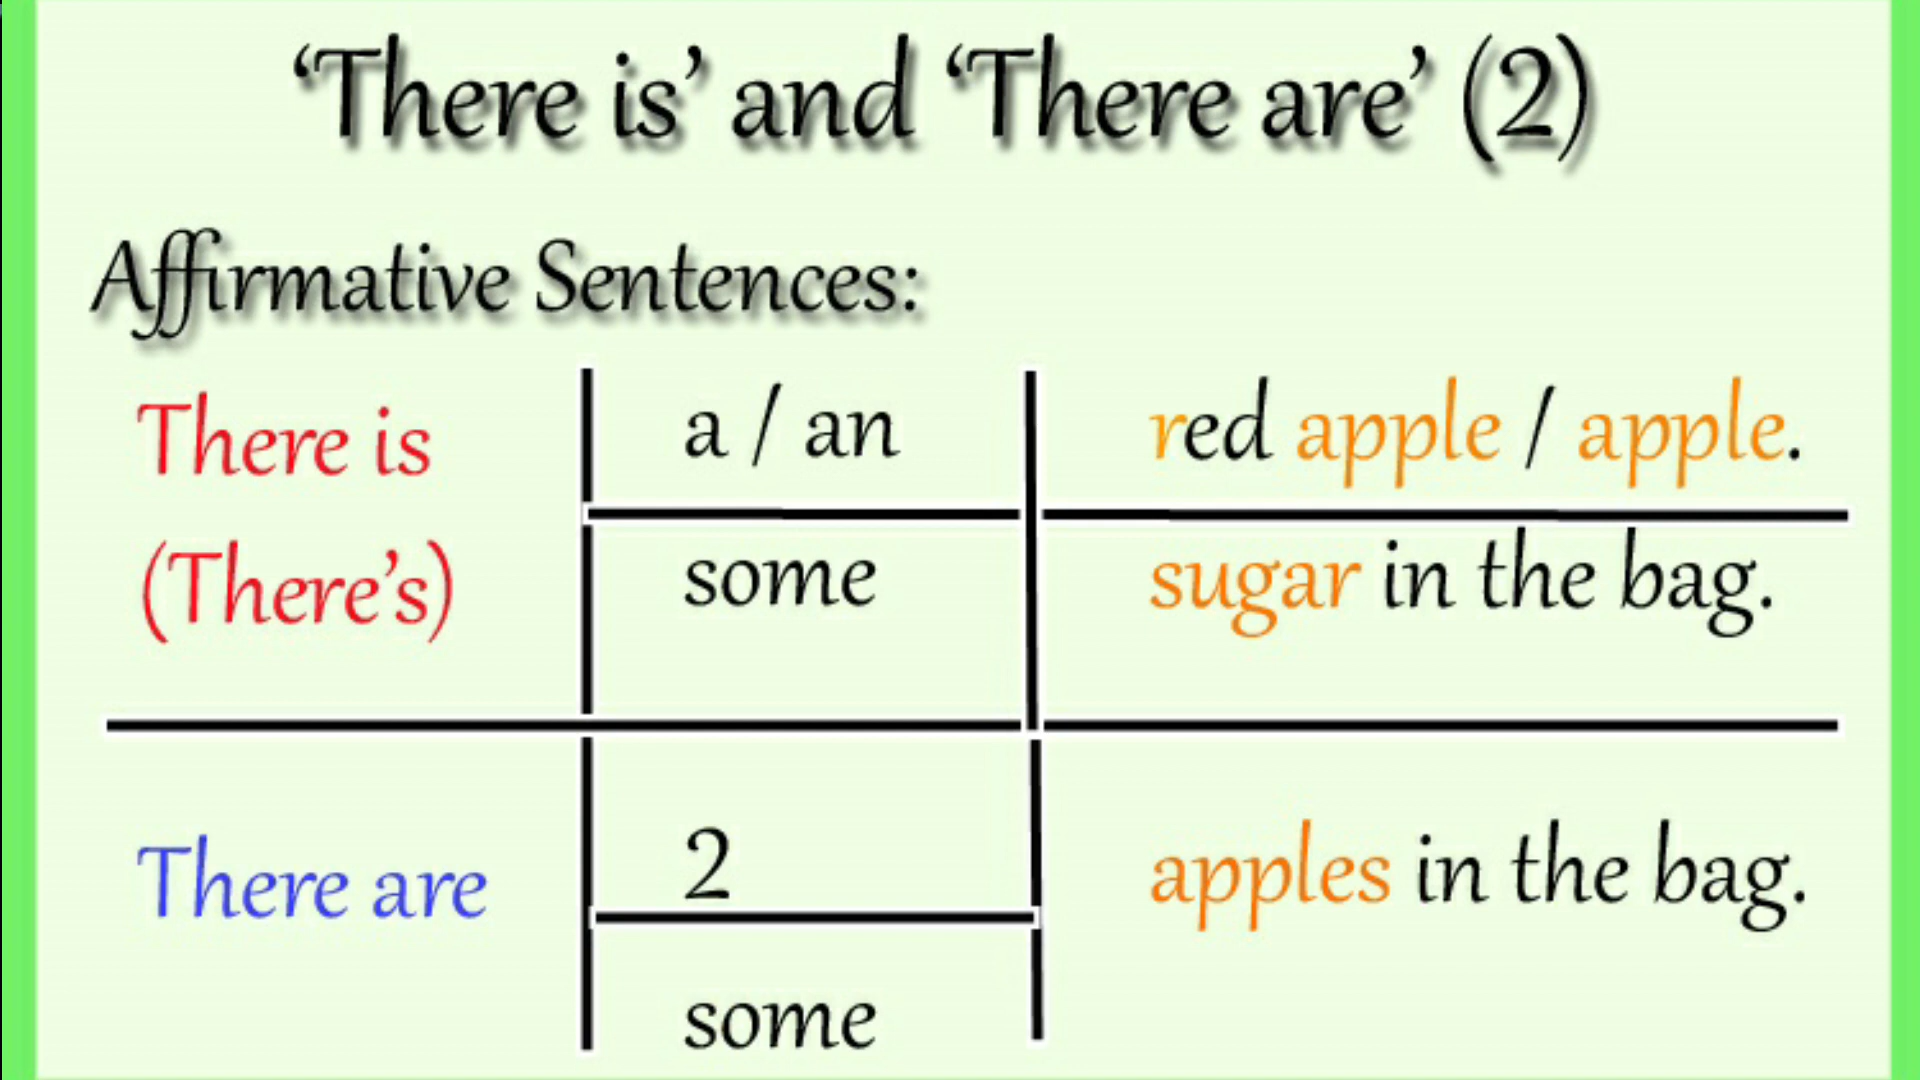 ‘There is’ and ‘There are’ (2)
Affirmative Sentences:
There is a / an red apple / apple.
(There’s) some sugar in the bag.
There are 2 apples in the bag.
some